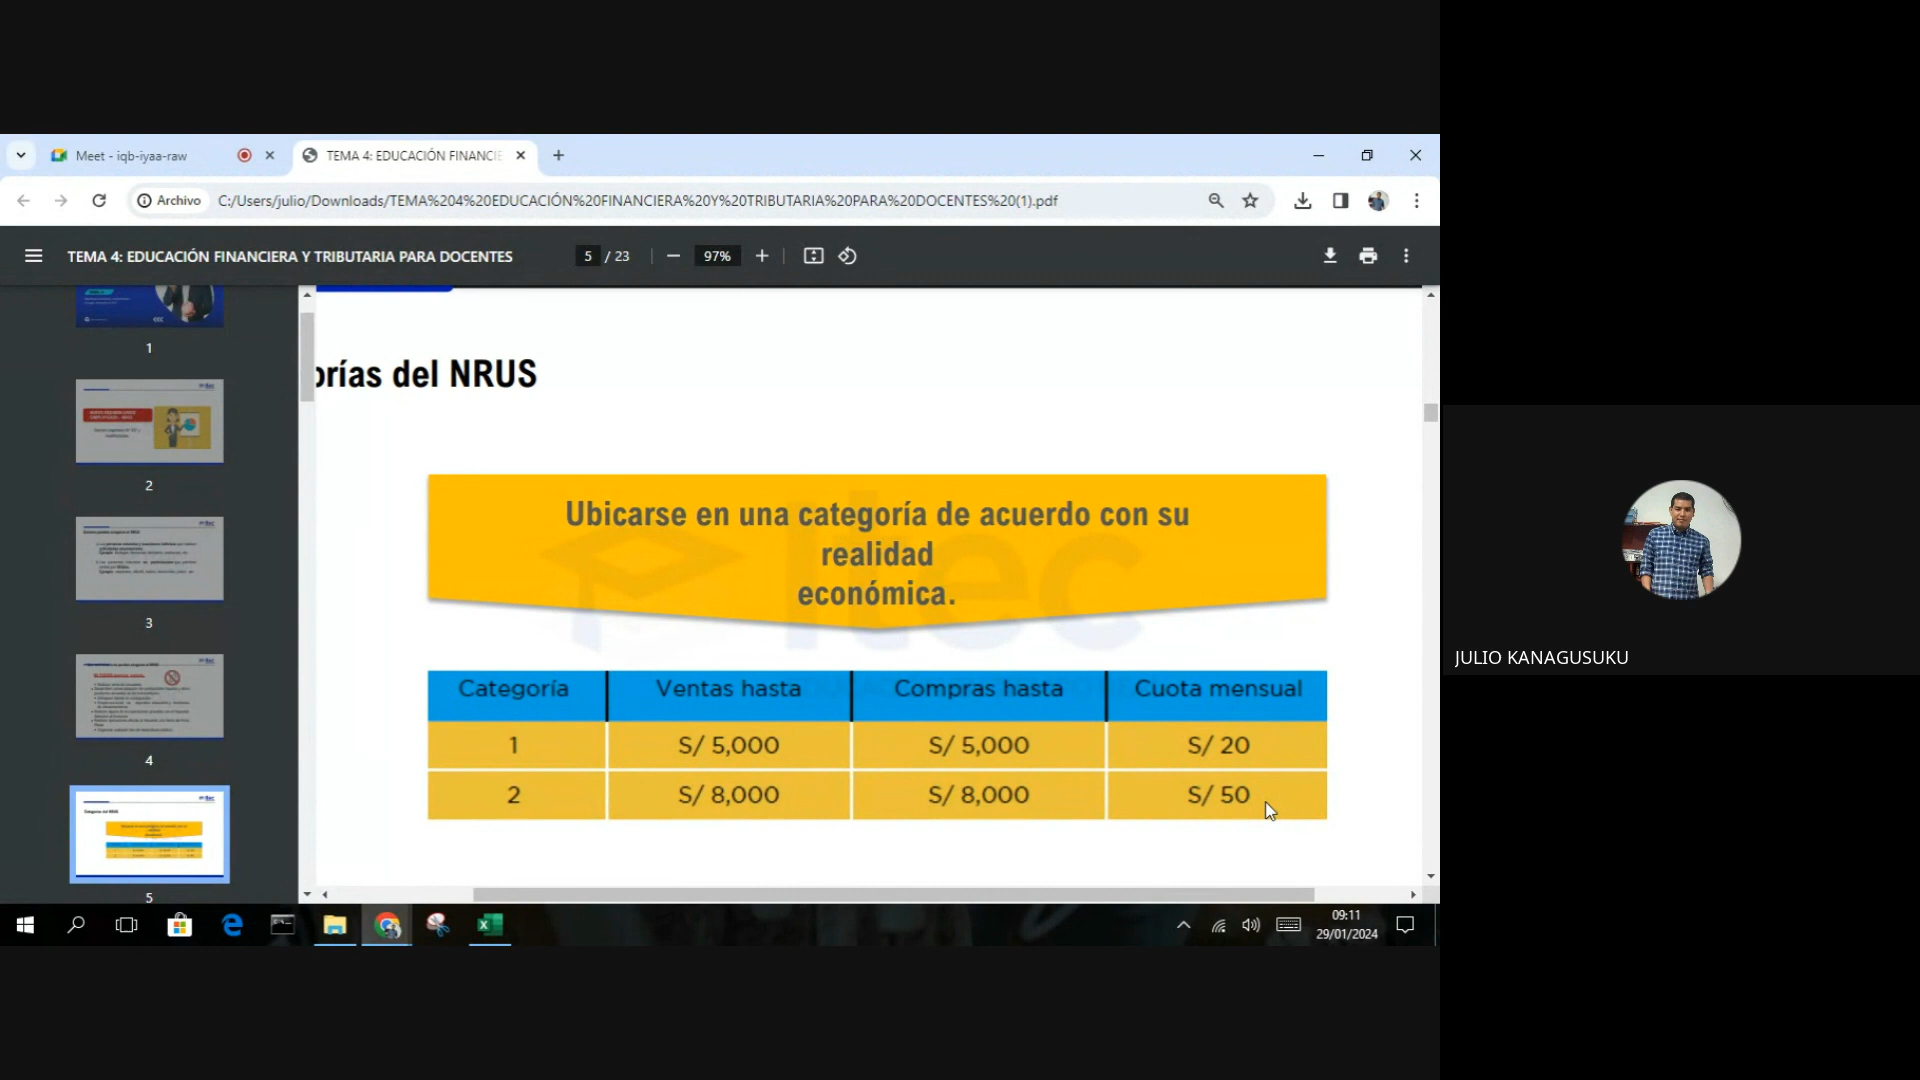 Meet - iqb-iyaa-raw
TEMA 4: EDUCACIÓN FINANCIE
Archivo
C:/Users/julio/Downloads/TEMA%204%20EDUCACIÓN%20FINANCIERA%20Y%20TRIBUTARIA%20PARA%20DOCENTES%20(1).pdf
TEMA 4: EDUCACIÓN FINANCIERA Y TRIBUTARIA PARA DOCENTES
5 / 23
97%
1
2
3
4
5
orías del NRUS
Ubicarse en una categoría de acuerdo con su
realidad
económica.
Itec
Categoría Ventas hasta Compras hasta Cuota mensual
1 S/ 5,000 S/ 5,000 S/ 20
2 S/ 8,000 S/ 8,000 S/ 50
JULIO KANAGUSUKU
09:11
29/01/2024